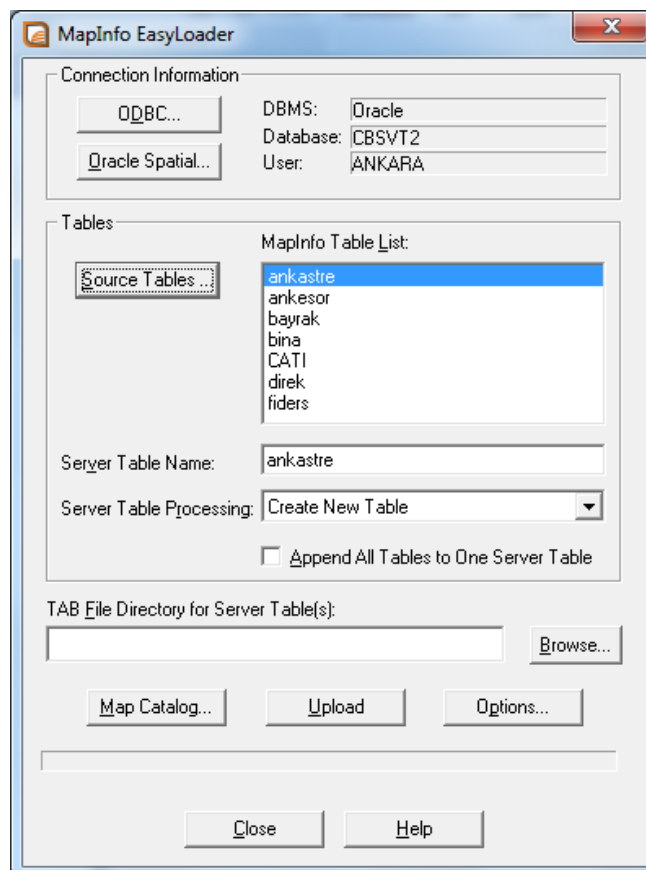 MapInfo EasyLoader
Connection Information
ODBC...
DBMS: Oracle
Database: CBSVT2
Oracle Spatial...
User: ANKARA
Tables
MapInfo Table List:
Source Tables ...
ankastre
ankesor
bayrak
bina
CATI
direk
fiders
Server Table Name: ankastre
Server Table Processing: Create New Table
Append All Tables to One Server Table
TAB File Directory for Server Table(s):
Browse...
Map Catalog... Upload Options...
Close Help